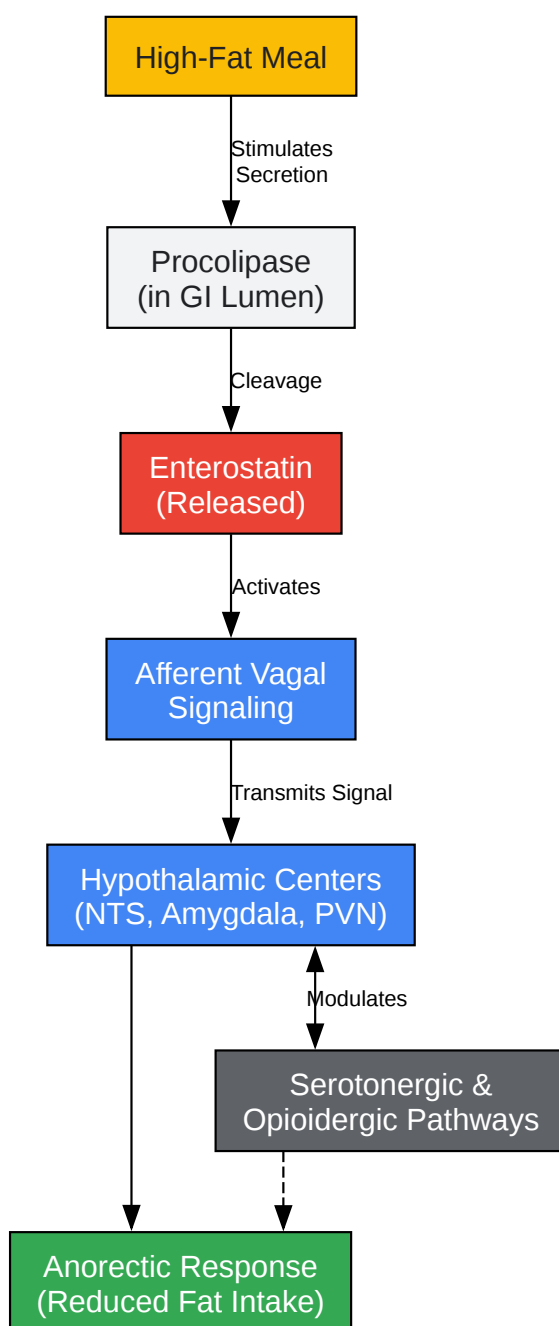 High-Fat Meal
Stimulates
Secretion
Procolipase
(in GI Lumen)
Cleavage
Enterostatin
(Released)
Activates
Afferent Vagal
Signaling
Transmits Signal
Hypothalamic Centers
(NTS, Amygdala, PVN)
Modulates
Serotonergic &
Opioidergic Pathways
Anorectic Response
(Reduced Fat Intake)